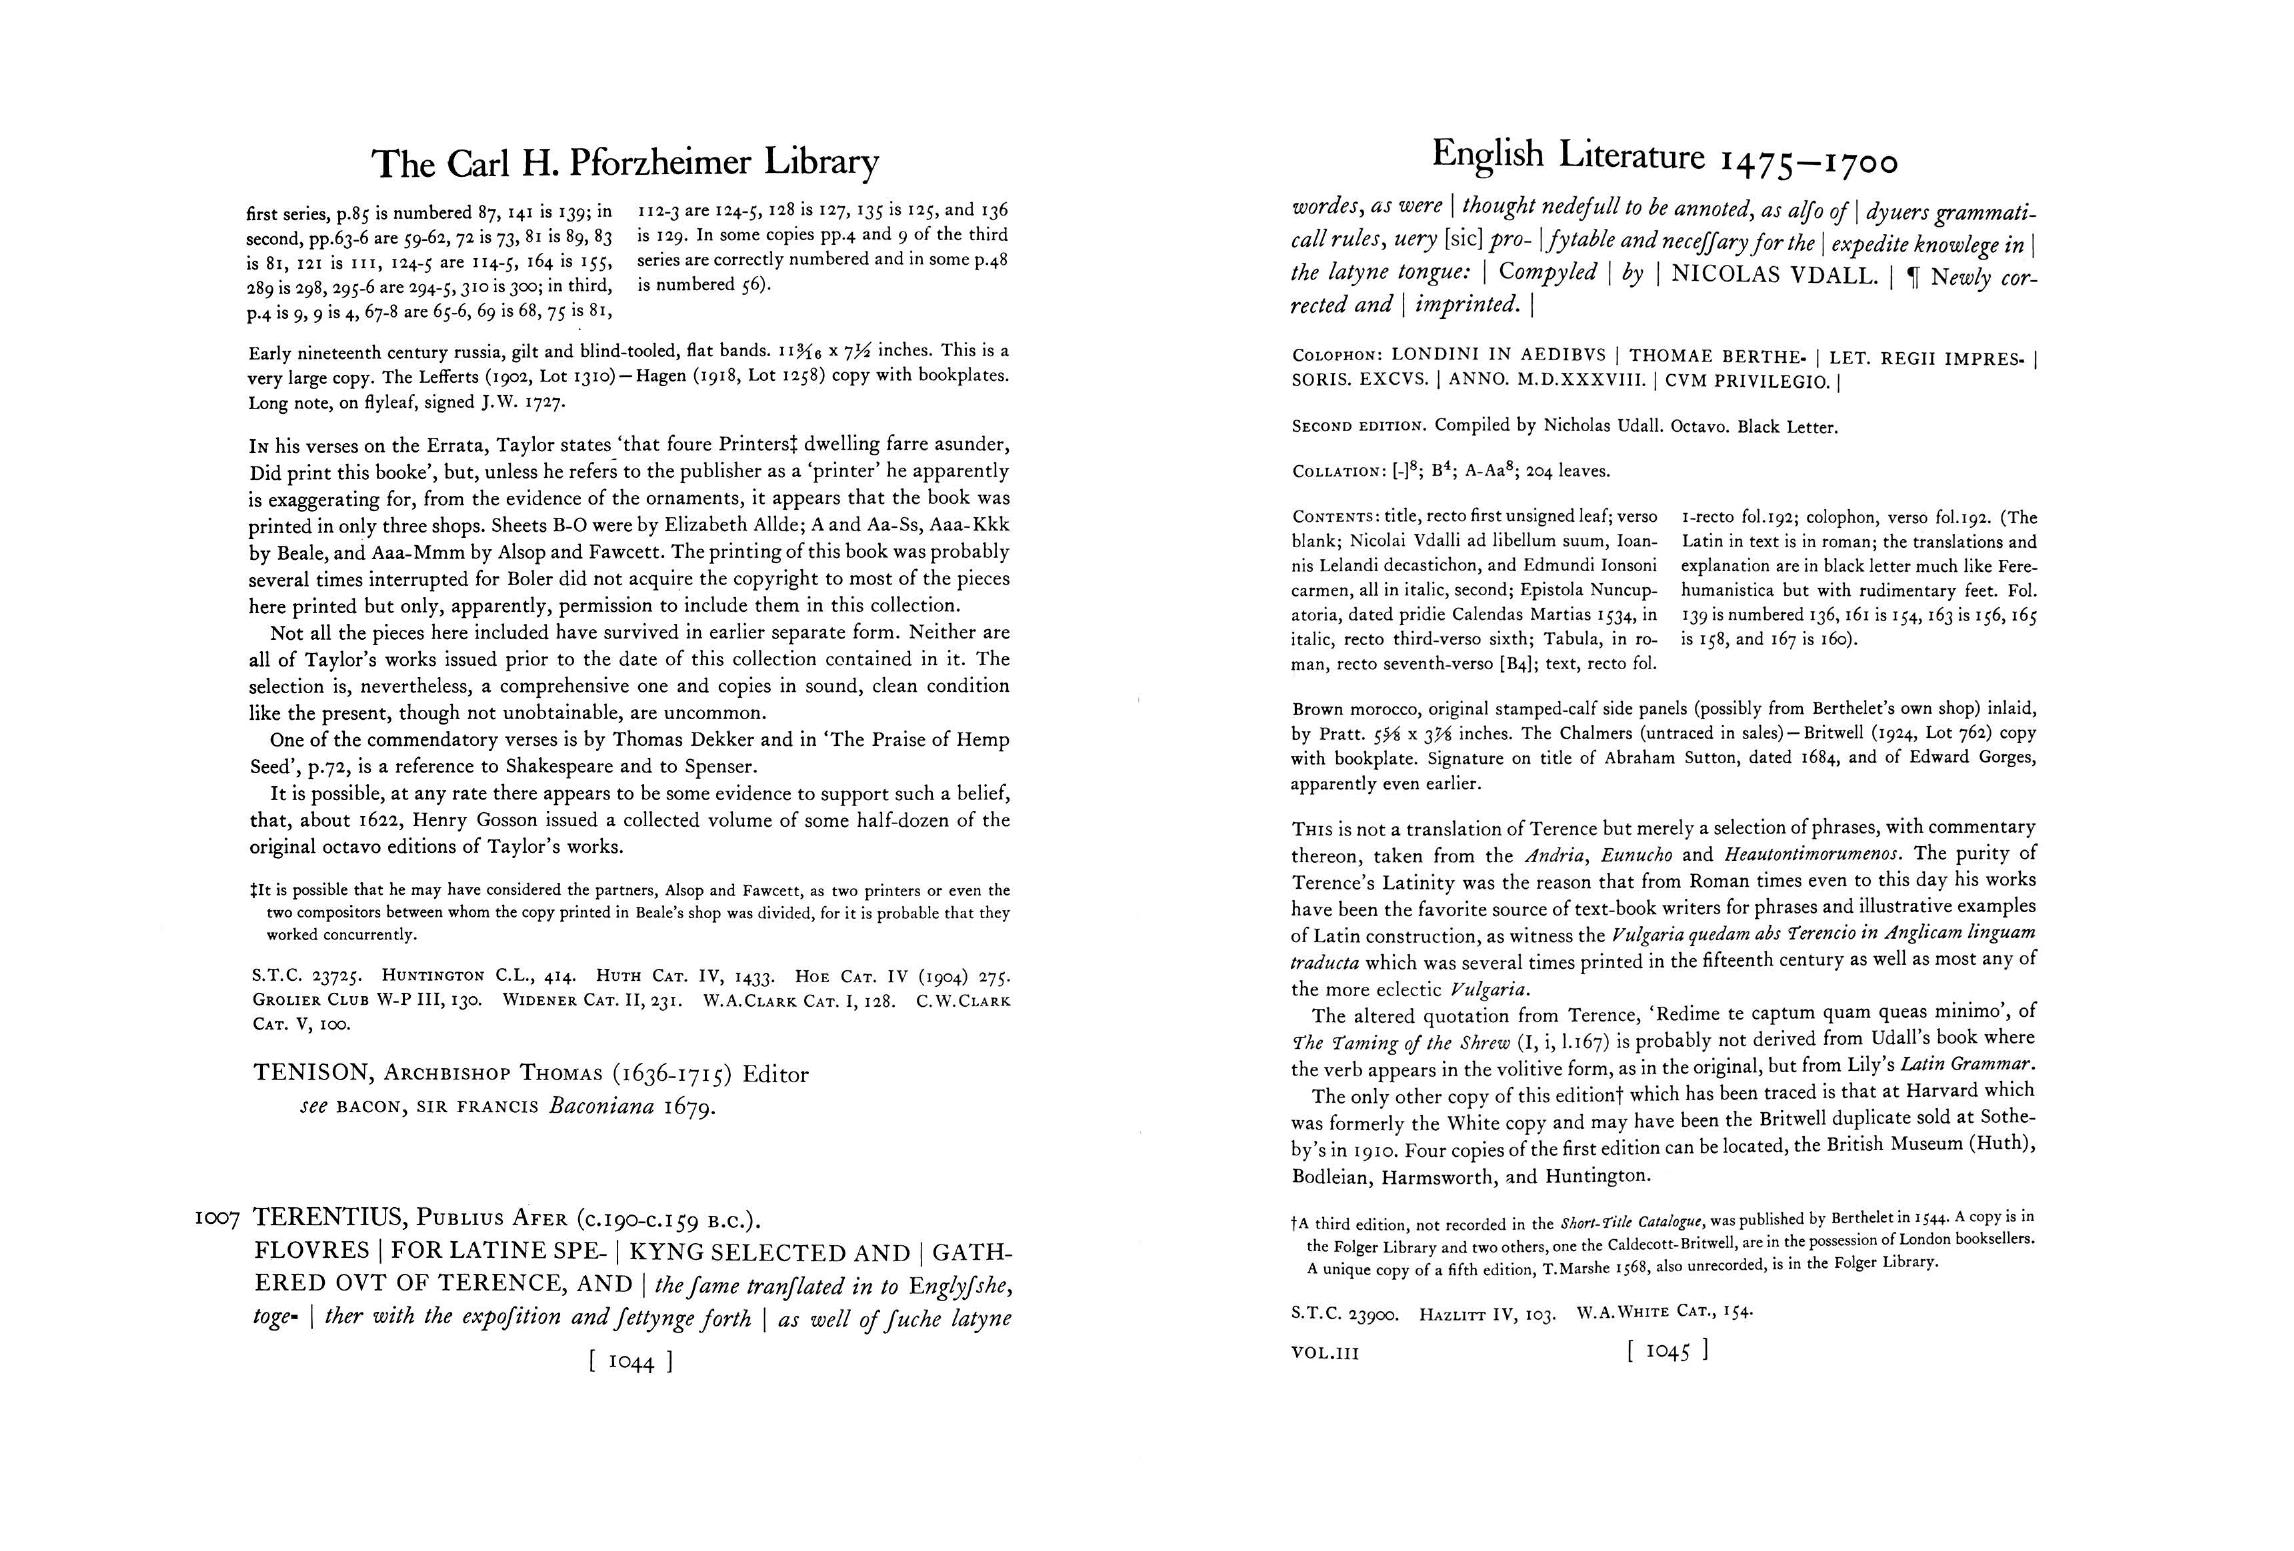 The Carl H. Pforzheimer Library
first series, p.85 is numbered 87, 141 is 139; in
second, pp.63-6 are 59-62, 72 is 73, 81 is 89, 83
is 81, 121 is 111, 124-5 are 114-5, 164 is 155,
289 is 298, 295-6 are 294-5, 310 is 300; in third,
p.4 is 9, 9 is 4, 67-8 are 65-6, 69 is 68, 75 is 81,
112-3 are 124-5, 128 is 127, 135 is 125, and 136
is 129. In some copies pp.4 and 9 of the third
series are correctly numbered and in some p.48
is numbered 56).
Early nineteenth century russia, gilt and blind-tooled, flat bands. 11 3/16 x 7 1/2 inches. This is a
very large copy. The Lefferts (1902, Lot 1310)—Hagen (1918, Lot 1258) copy with bookplates.
Long note, on flyleaf, signed J.W. 1727.
IN his verses on the Errata, Taylor states ‘that foure Printers‡ dwelling farre asunder,
Did print this booke’, but, unless he refers to the publisher as a ‘printer’ he apparently
is exaggerating for, from the evidence of the ornaments, it appears that the book was
printed in only three shops. Sheets B-O were by Elizabeth Allde; A and Aa-Ss, Aaa-Kkk
by Beale, and Aaa-Mmm by Alsop and Fawcett. The printing of this book was probably
several times interrupted for Boler did not acquire the copyright to most of the pieces
here printed but only, apparently, permission to include them in this collection.
Not all the pieces here included have survived in earlier separate form. Neither are
all of Taylor’s works issued prior to the date of this collection contained in it. The
selection is, nevertheless, a comprehensive one and copies in sound, clean condition
like the present, though not unobtainable, are uncommon.
One of the commendatory verses is by Thomas Dekker and in ‘The Praise of Hemp
Seed’, p.72, is a reference to Shakespeare and to Spenser.
It is possible, at any rate there appears to be some evidence to support such a belief,
that, about 1622, Henry Gosson issued a collected volume of some half-dozen of the
original octavo editions of Taylor’s works.
‡It is possible that he may have considered the partners, Alsop and Fawcett, as two printers or even the
two compositors between whom the copy printed in Beale’s shop was divided, for it is probable that they
worked concurrently.
S.T.C. 23725. HUNTINGTON C.L., 414. HUTH CAT. IV, 1433. HOE CAT. IV (1904) 275.
GROLIER CLUB W-P III, 130. WIDENER CAT. II, 231. W.A.CLARK CAT. I, 128. C.W.CLARK
CAT. V, 100.
TENISON, ARCHBISHOP THOMAS (1636-1715) Editor
see BACON, SIR FRANCIS Baconiana 1679.
1007 TERENTIUS, PUBLIUS AFER (c.190-c.159 B.C.).
FLOVRES | FOR LATINE SPE- | KYNG SELECTED AND | GATH-
ERED OVT OF TERENCE, AND | the ſame tranſlated in to Englyſshe,
toge- | ther with the expoſition and ſettynge forth | as well of ſuche latyne
[ 1044 ]
English Literature 1475—1700
wordes, as were | thought nedefull to be annoted, as alſo of | dyuers grammati-
call rules, uery [sic] pro- | fytable and neceſſary for the | expedite knowlege in |
the latyne tongue: | Compyled | by | NICOLAS VDALL. | ¶ Newly cor-
rected and | imprinted. |
COLOPHON: LONDINI IN AEDIBVS | THOMAE BERTHE- | LET. REGII IMPRES- |
SORIS. EXCVS. | ANNO. M.D.XXXVIII. | CVM PRIVILEGIO. |
SECOND EDITION. Compiled by Nicholas Udall. Octavo. Black Letter.
COLLATION: [-]⁸; B⁴; A-Aa⁸; 204 leaves.
CONTENTS: title, recto first unsigned leaf; verso
blank; Nicolai Vdalli ad libellum suum, Ioan-
nis Lelandi decastichon, and Edmundi Ionsoni
carmen, all in italic, second; Epistola Nuncup-
atoria, dated pridie Calendas Martias 1534, in
italic, recto third-verso sixth; Tabula, in ro-
man, recto seventh-verso [B4]; text, recto fol.
1-recto fol.192; colophon, verso fol.192. (The
Latin in text is in roman; the translations and
explanation are in black letter much like Fere-
humanistica but with rudimentary feet. Fol.
139 is numbered 136, 161 is 154, 163 is 156, 165
is 158, and 167 is 160).
Brown morocco, original stamped-calf side panels (possibly from Berthelet’s own shop) inlaid,
by Pratt. 5 5/8 x 3 7/8 inches. The Chalmers (untraced in sales)—Britwell (1924, Lot 762) copy
with bookplate. Signature on title of Abraham Sutton, dated 1684, and of Edward Gorges,
apparently even earlier.
THIS is not a translation of Terence but merely a selection of phrases, with commentary
thereon, taken from the Andria, Eunucho and Heautontimorumenos. The purity of
Terence’s Latinity was the reason that from Roman times even to this day his works
have been the favorite source of text-book writers for phrases and illustrative examples
of Latin construction, as witness the Vulgaria quedam abs Terencio in Anglicam linguam
traducta which was several times printed in the fifteenth century as well as most any of
the more eclectic Vulgaria.
The altered quotation from Terence, ‘Redime te captum quam queas minimo’, of
The Taming of the Shrew (I, i, l.167) is probably not derived from Udall’s book where
the verb appears in the volitive form, as in the original, but from Lily’s Latin Grammar.
The only other copy of this edition† which has been traced is that at Harvard which
was formerly the White copy and may have been the Britwell duplicate sold at Sothe-
by’s in 1910. Four copies of the first edition can be located, the British Museum (Huth),
Bodleian, Harmsworth, and Huntington.
†A third edition, not recorded in the Short-Title Catalogue, was published by Berthelet in 1544. A copy is in
the Folger Library and two others, one the Caldecott-Britwell, are in the possession of London booksellers.
A unique copy of a fifth edition, T.Marshe 1568, also unrecorded, is in the Folger Library.
S.T.C. 23900. HAZLITT IV, 103. W.A.WHITE CAT., 154.
VOL.III [ 1045 ]